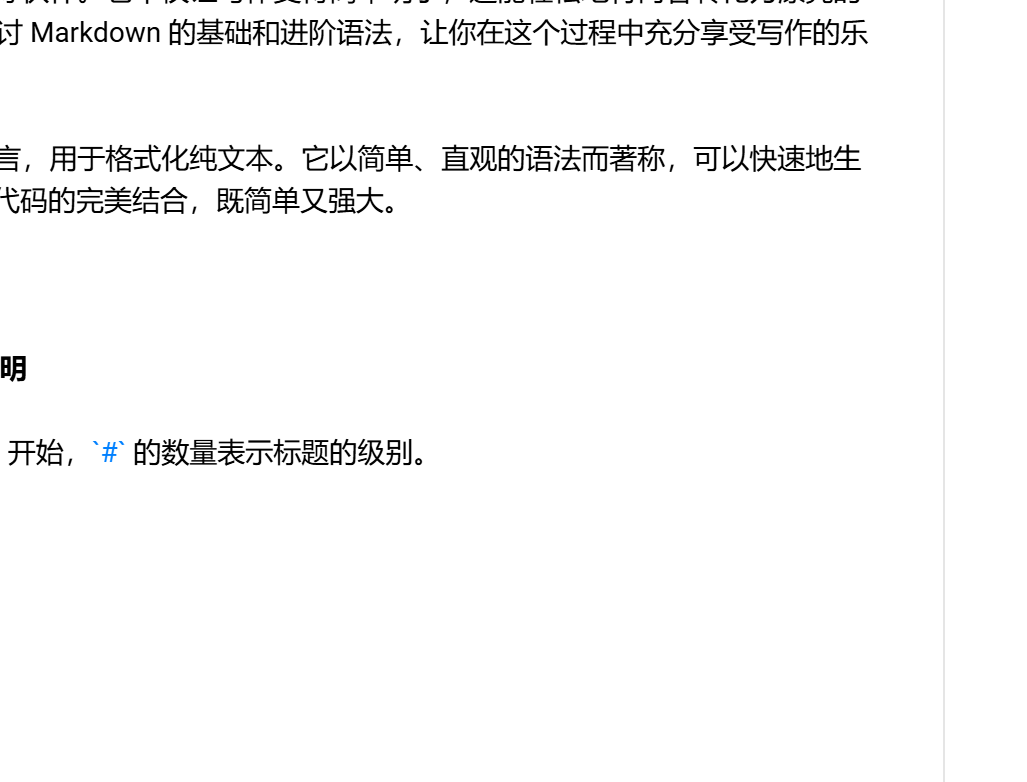 讨 Markdown 的基础和进阶语法，让你在这个过程中充分享受写作的乐
言，用于格式化纯文本。它以简单、直观的语法而著称，可以快速地生
代码的完美结合，既简单又强大。
明
开始，`#` 的数量表示标题的级别。